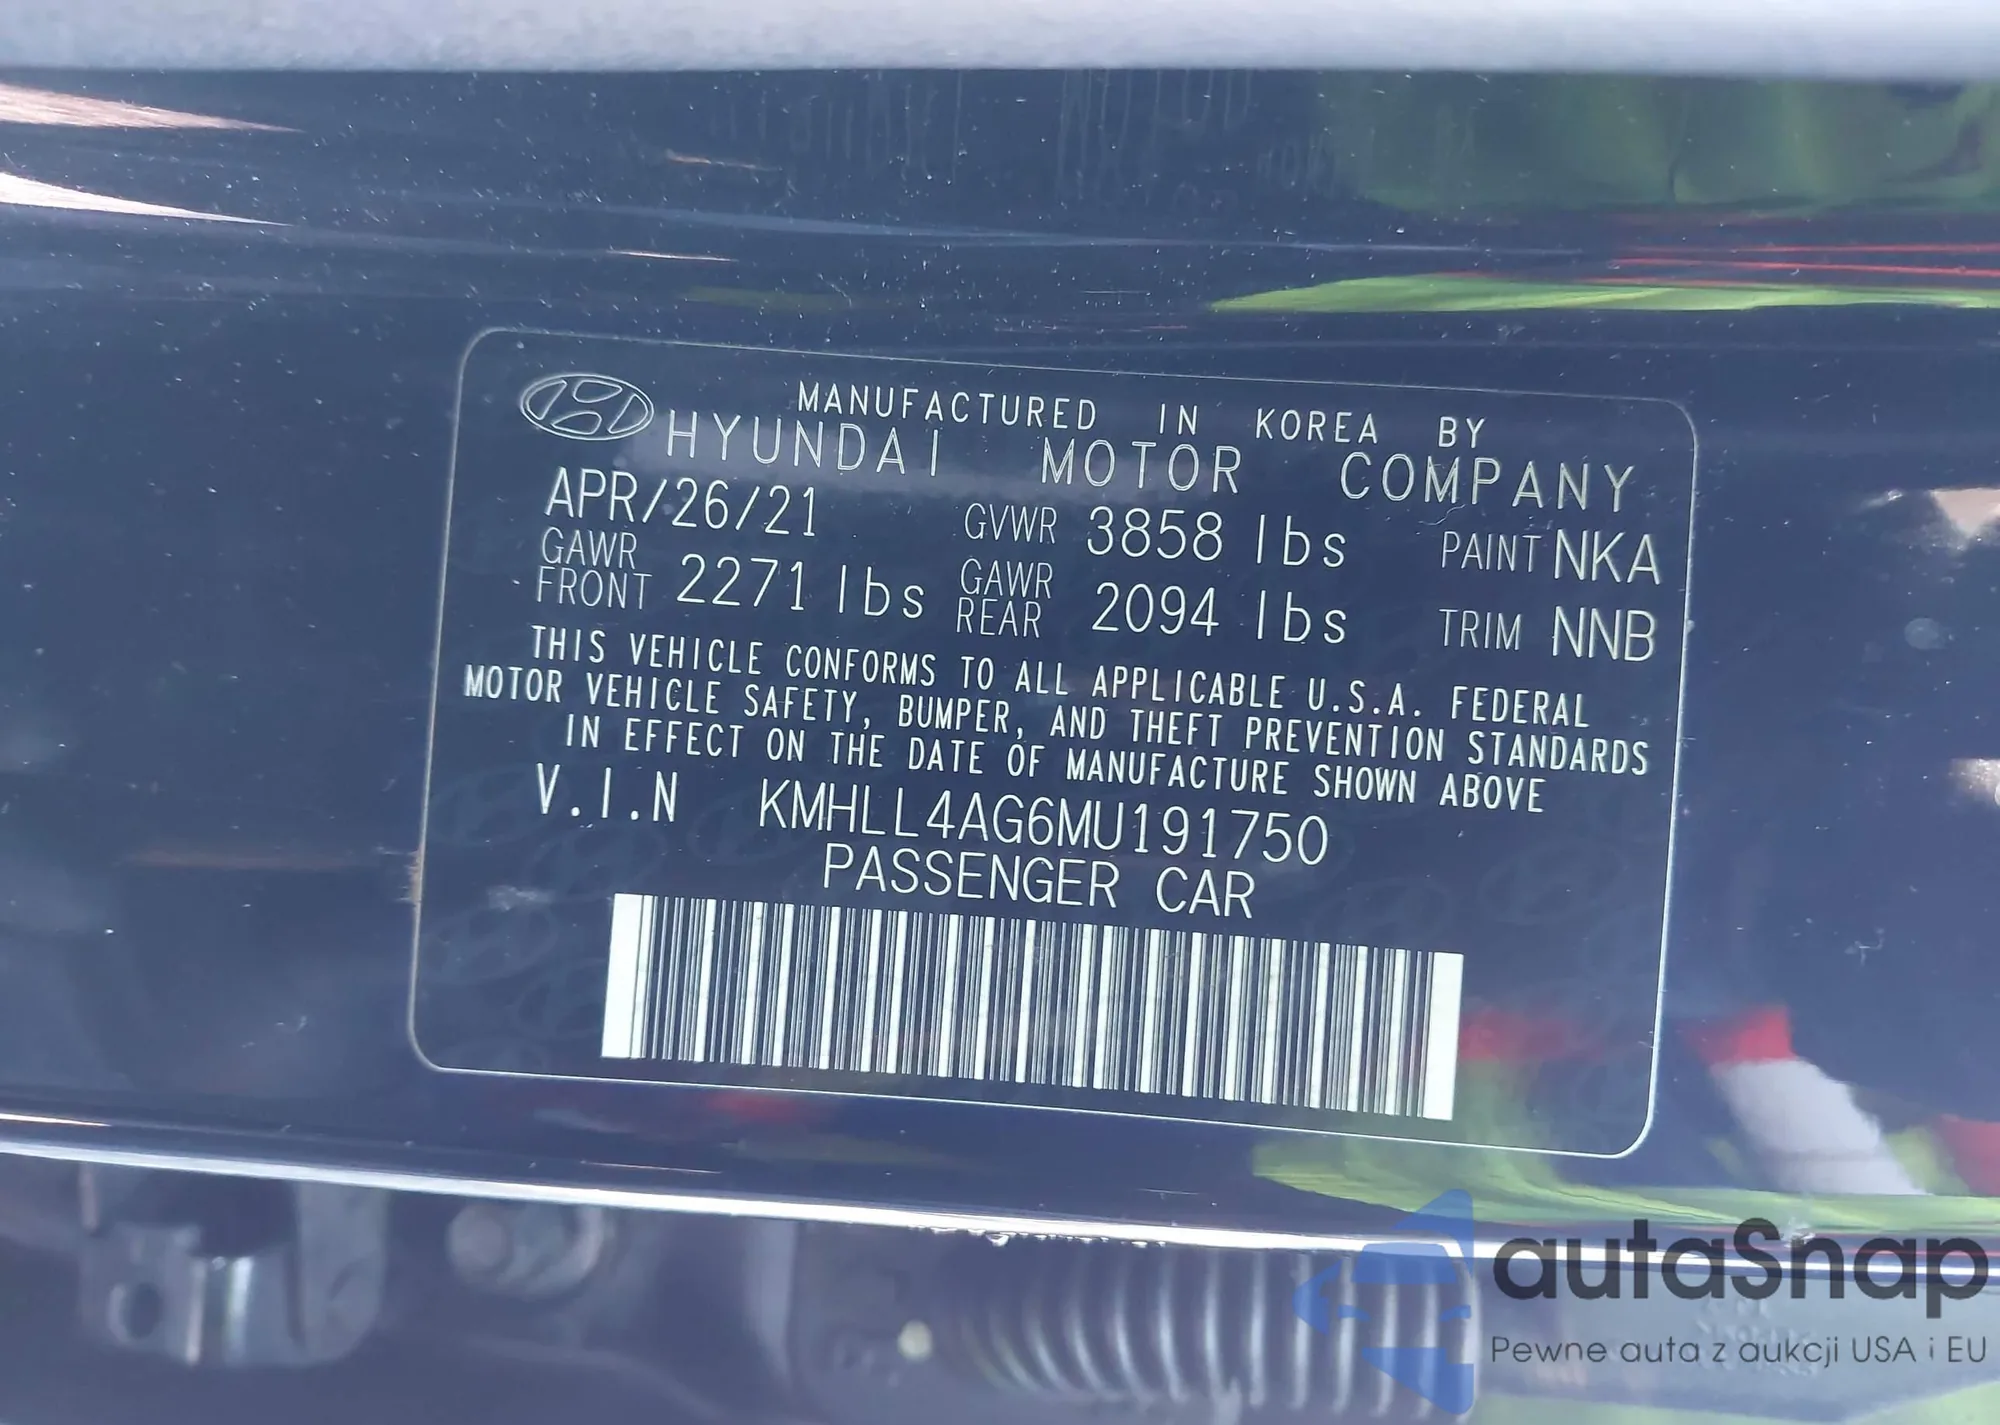 MANUFACTURED IN KOREA BY
HYUNDAI MOTOR COMPANY
APR/26/21 GVWR 3858 lbs PAINT NKA
GAWR FRONT 2271 lbs GAWR REAR 2094 lbs TRIM NNB
THIS VEHICLE CONFORMS TO ALL APPLICABLE U.S.A. FEDERAL
MOTOR VEHICLE SAFETY, BUMPER, AND THEFT PREVENTION STANDARDS
IN EFFECT ON THE DATE OF MANUFACTURE SHOWN ABOVE
V.I.N KMHLL4AG6MU191750
PASSENGER CAR
autaSnap
Pewne auta z aukcji USA i EU